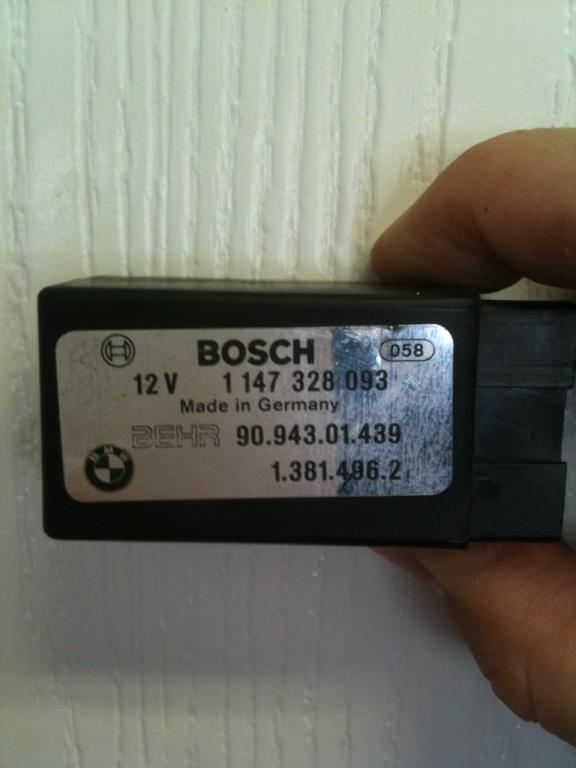 BOSCH 058
12 V 1 147 328 093
Made in Germany
BEHR 90.943.01.439
BMW
1.381.496.2